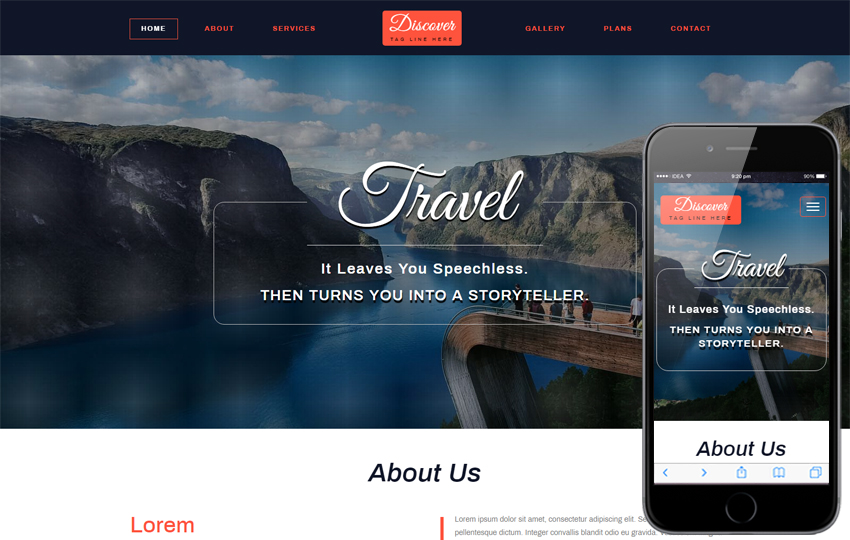 HOME ABOUT SERVICES Discover GALLERY PLANS CONTACT
TAG LINE HERE
Travel
It Leaves You Speechless.
THEN TURNS YOU INTO A STORYTELLER.
About Us
Lorem
Lorem ipsum dolor sit amet, consectetur adipiscing elit. Se
pellentesque dictum. Integer convallis blandit odio eu gravida.
IDEA 9:20 pm 90%
Discover
TAG LINE HERE
Travel
It Leaves You Speechless.
THEN TURNS YOU INTO A
STORYTELLER.
About Us